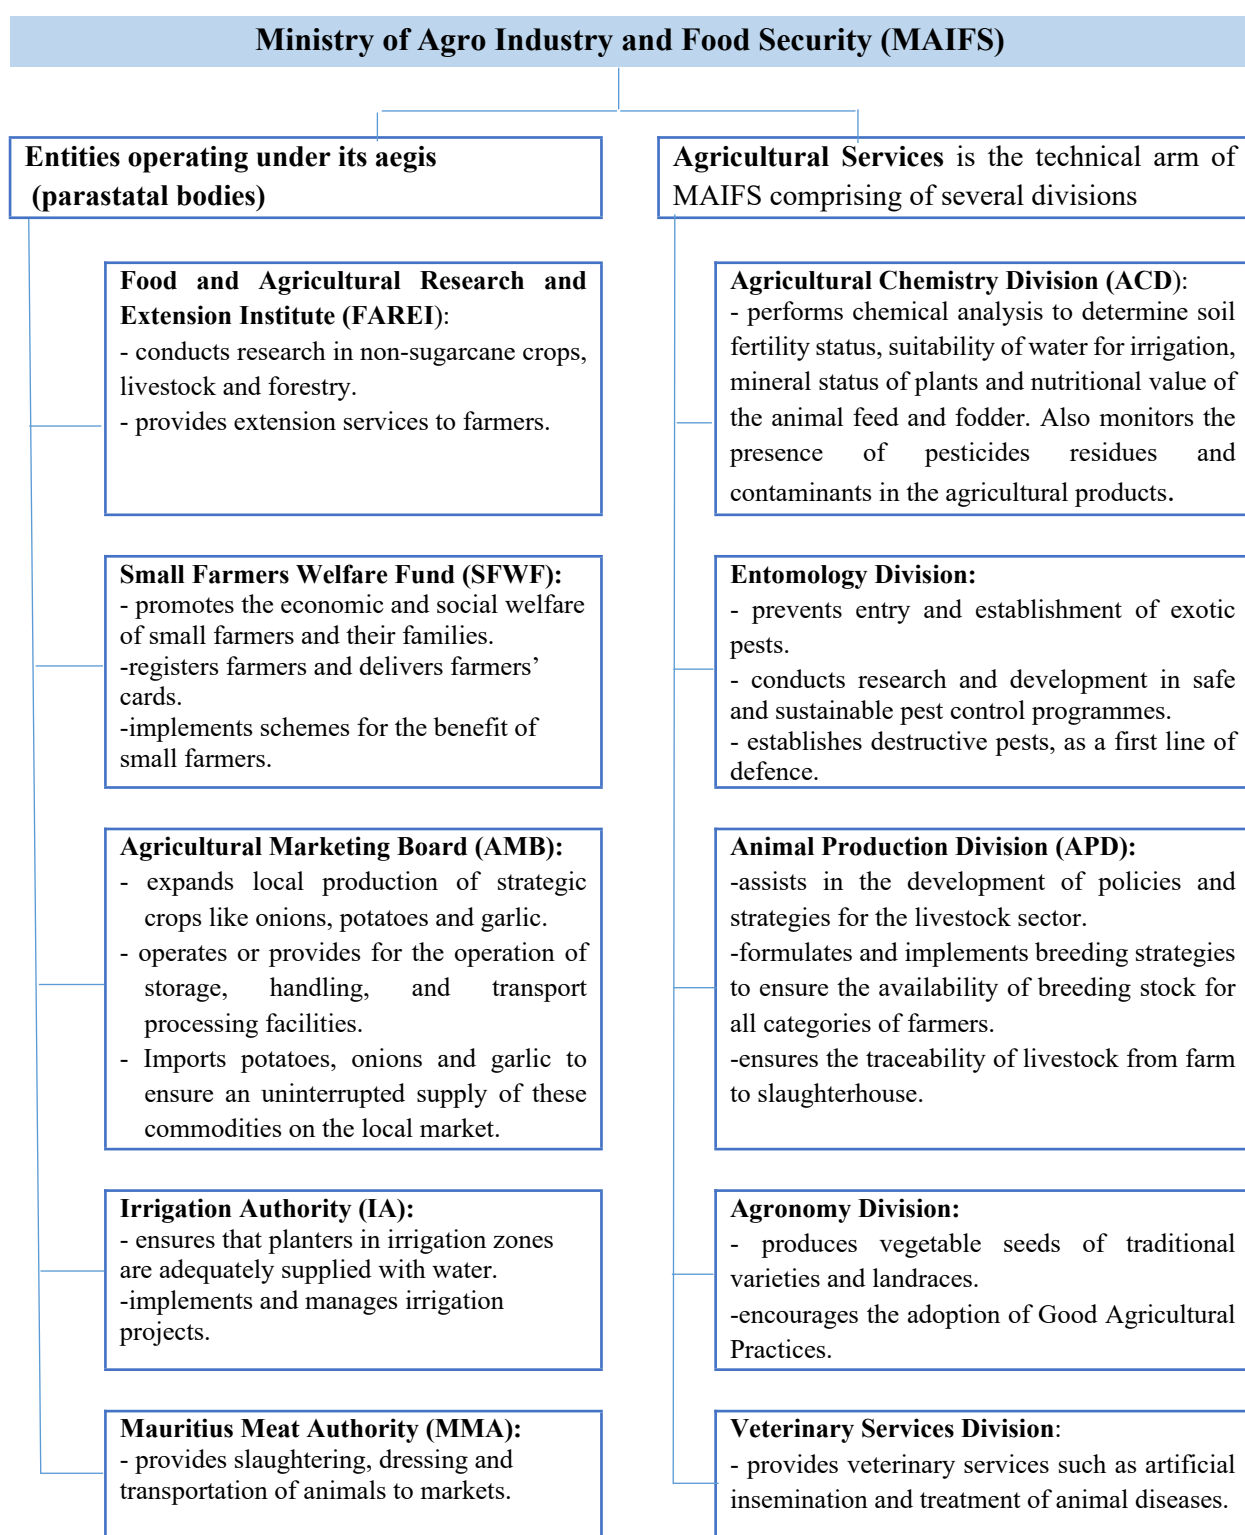 Ministry of Agro Industry and Food Security (MAIFS)
Entities operating under its aegis
(parastatal bodies)
Food and Agricultural Research and
Extension Institute (FAREI):
- conducts research in non-sugarcane crops,
livestock and forestry.
- provides extension services to farmers.
Small Farmers Welfare Fund (SFWF):
- promotes the economic and social welfare
of small farmers and their families.
-registers farmers and delivers farmers’
cards.
-implements schemes for the benefit of
small farmers.
Agricultural Marketing Board (AMB):
- expands local production of strategic
crops like onions, potatoes and garlic.
- operates or provides for the operation of
storage, handling, and transport
processing facilities.
- Imports potatoes, onions and garlic to
ensure an uninterrupted supply of these
commodities on the local market.
Irrigation Authority (IA):
- ensures that planters in irrigation zones
are adequately supplied with water.
-implements and manages irrigation
projects.
Mauritius Meat Authority (MMA):
- provides slaughtering, dressing and
transportation of animals to markets.
Agricultural Services is the technical arm of
MAIFS comprising of several divisions
Agricultural Chemistry Division (ACD):
- performs chemical analysis to determine soil
fertility status, suitability of water for irrigation,
mineral status of plants and nutritional value of
the animal feed and fodder. Also monitors the
presence of pesticides residues and
contaminants in the agricultural products.
Entomology Division:
- prevents entry and establishment of exotic
pests.
- conducts research and development in safe
and sustainable pest control programmes.
- establishes destructive pests, as a first line of
defence.
Animal Production Division (APD):
-assists in the development of policies and
strategies for the livestock sector.
-formulates and implements breeding strategies
to ensure the availability of breeding stock for
all categories of farmers.
-ensures the traceability of livestock from farm
to slaughterhouse.
Agronomy Division:
- produces vegetable seeds of traditional
varieties and landraces.
-encourages the adoption of Good Agricultural
Practices.
Veterinary Services Division:
- provides veterinary services such as artificial
insemination and treatment of animal diseases.